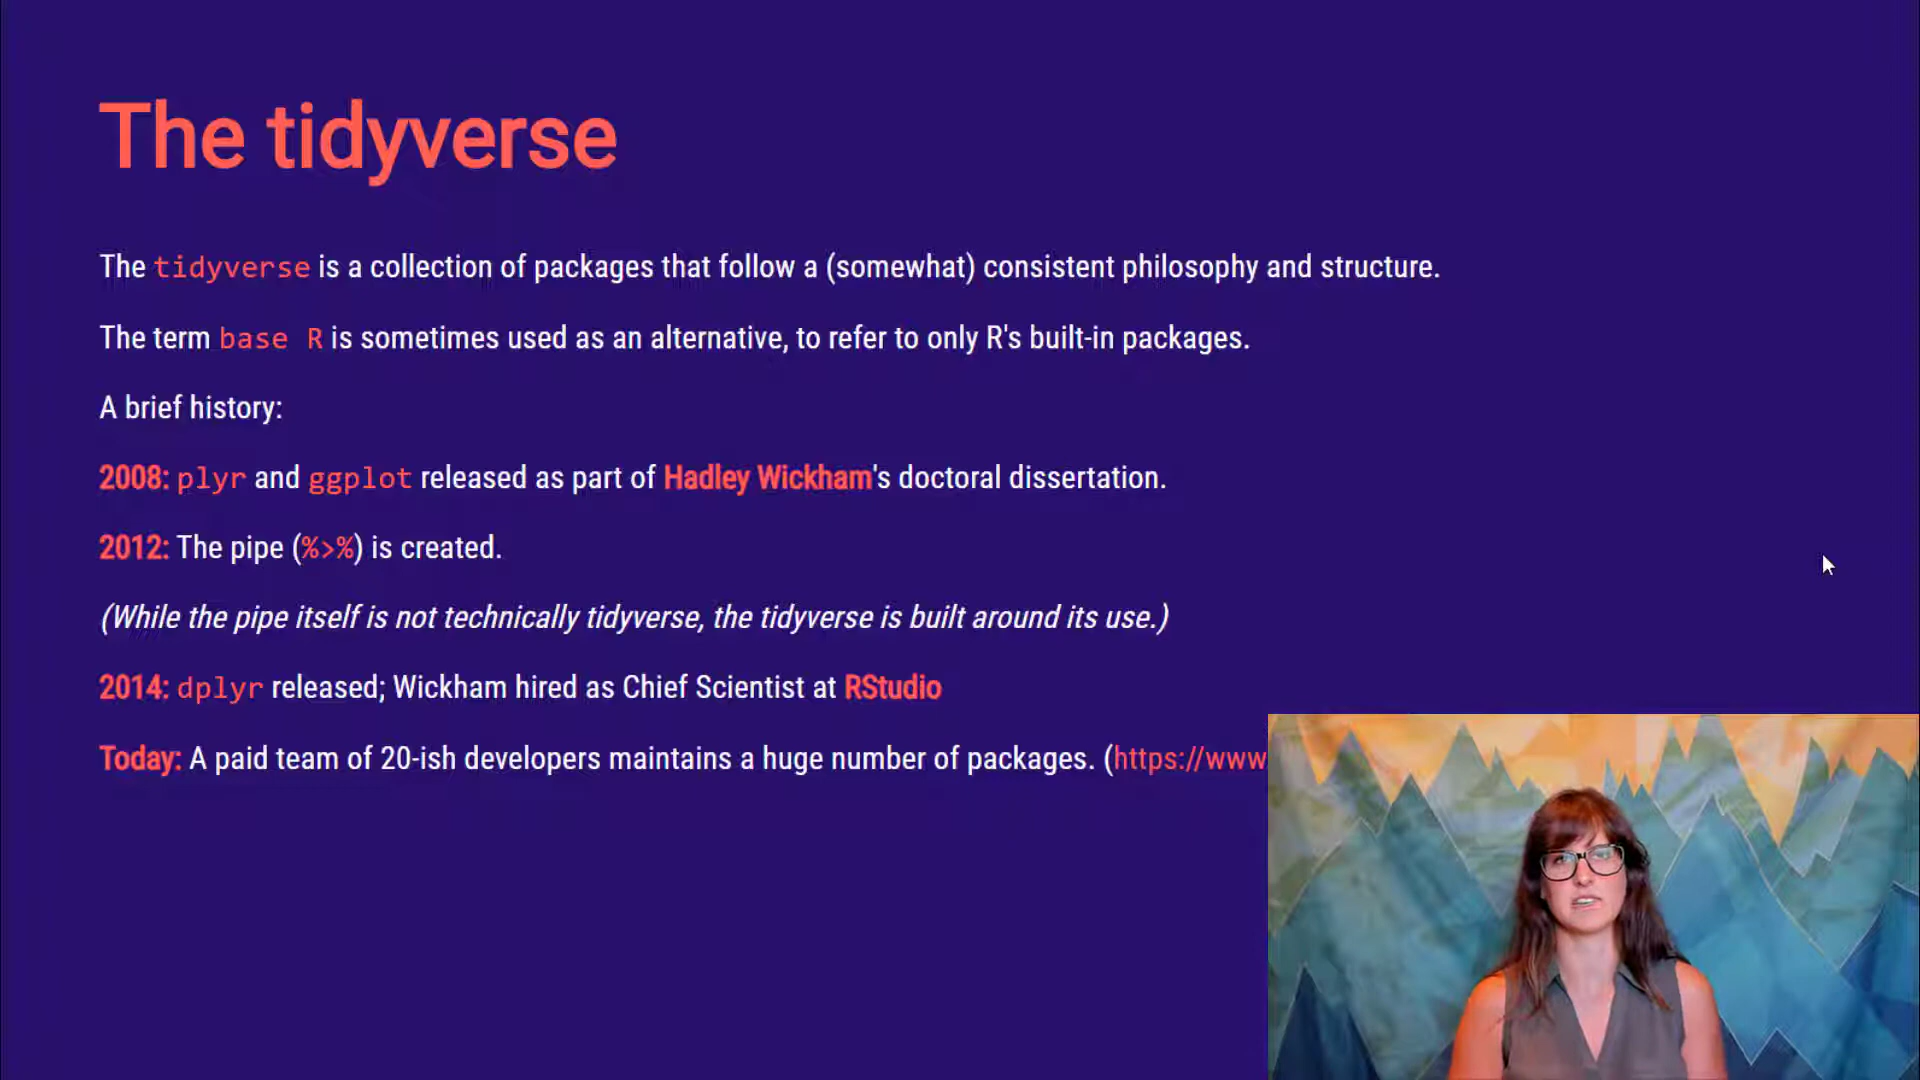 The tidyverse
The tidyverse is a collection of packages that follow a (somewhat) consistent philosophy and structure.
The term base R is sometimes used as an alternative, to refer to only R's built-in packages.
A brief history:
2008: plyr and ggplot released as part of Hadley Wickham's doctoral dissertation.
2012: The pipe (%>%) is created.
(While the pipe itself is not technically tidyverse, the tidyverse is built around its use.)
2014: dplyr released; Wickham hired as Chief Scientist at RStudio
Today: A paid team of 20-ish developers maintains a huge number of packages. (https://www